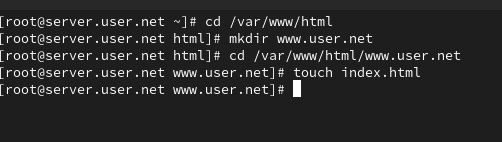 [root@server.user.net ~]# cd /var/www/html
[root@server.user.net html]# mkdir www.user.net
[root@server.user.net html]# cd /var/www/html/www.user.net
[root@server.user.net www.user.net]# touch index.html
[root@server.user.net www.user.net]#